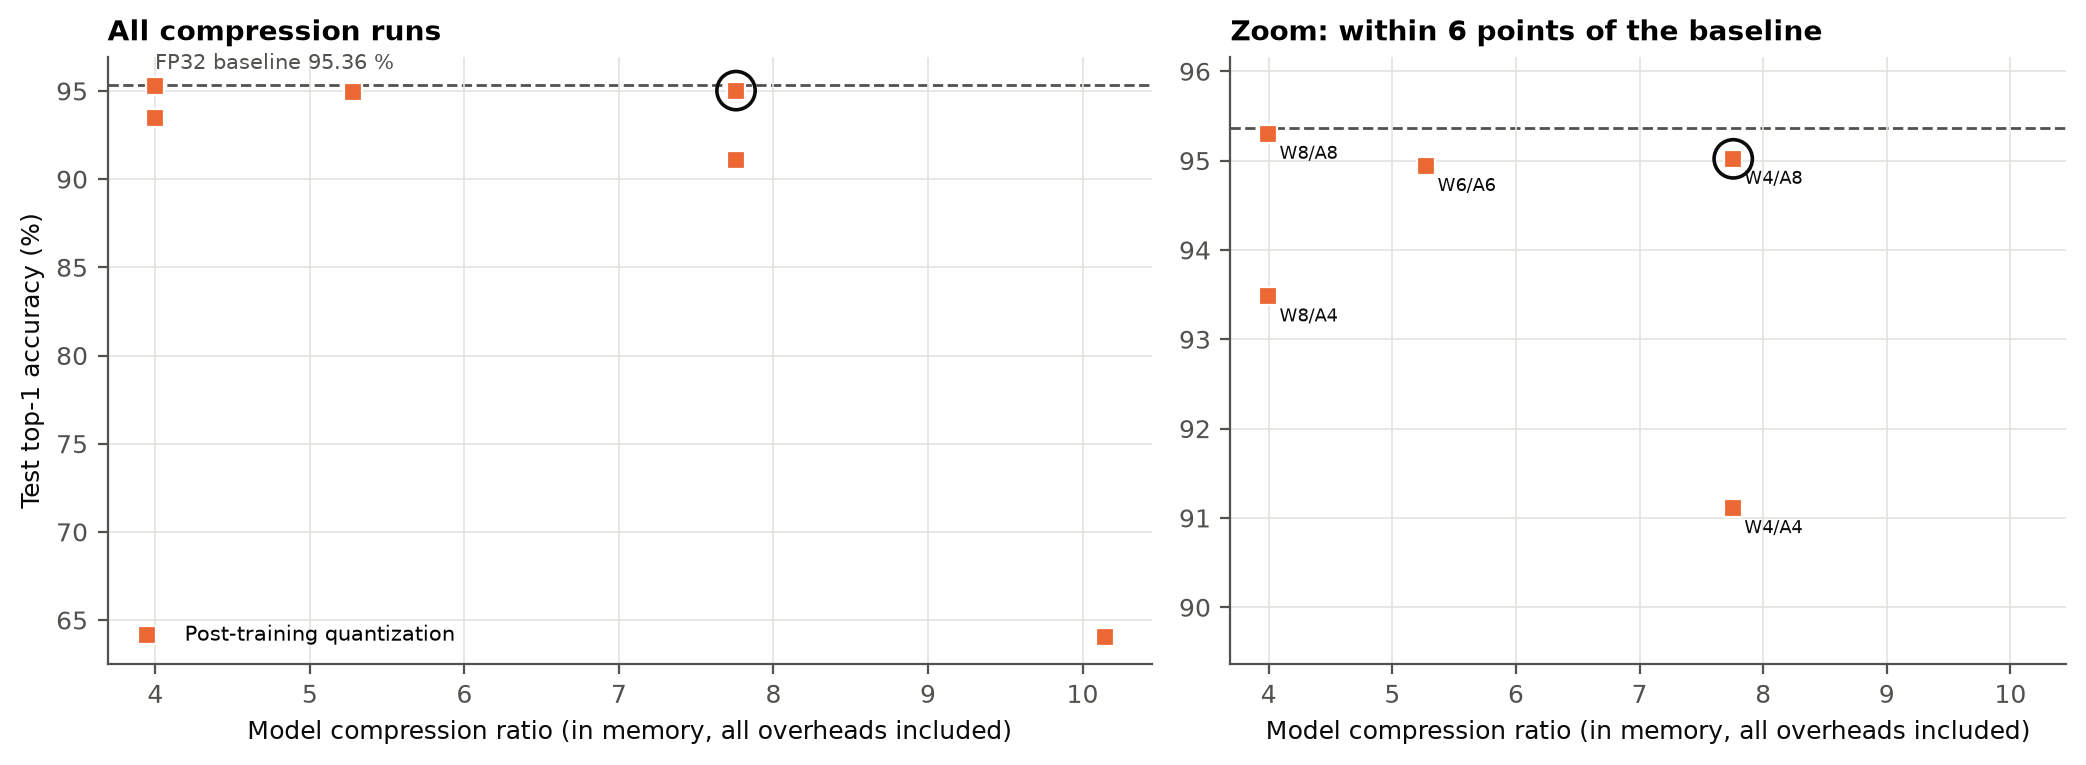 All compression runs
FP32 baseline 95.36 %
Test top-1 accuracy (%)
95
90
85
80
75
70
65
Post-training quantization
4 5 6 7 8 9 10
Model compression ratio (in memory, all overheads included)
Zoom: within 6 points of the baseline
96
95
94
93
92
91
90
W8/A8
W6/A6
W4/A8
W8/A4
W4/A4
4 5 6 7 8 9 10
Model compression ratio (in memory, all overheads included)